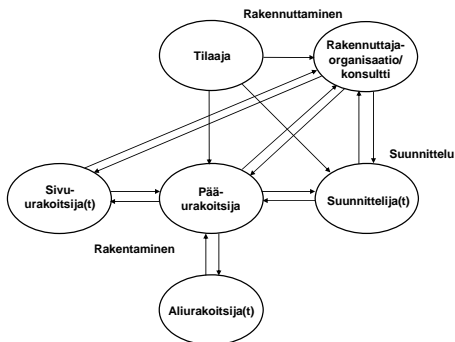 Rakennuttaminen
Tilaaja
Rakennuttaja-
organisaatio/
konsultti
Suunnittelu
Sivu-
urakoitsija(t)
Pää-
urakoitsija
Suunnittelija(t)
Rakentaminen
Aliurakoitsija(t)